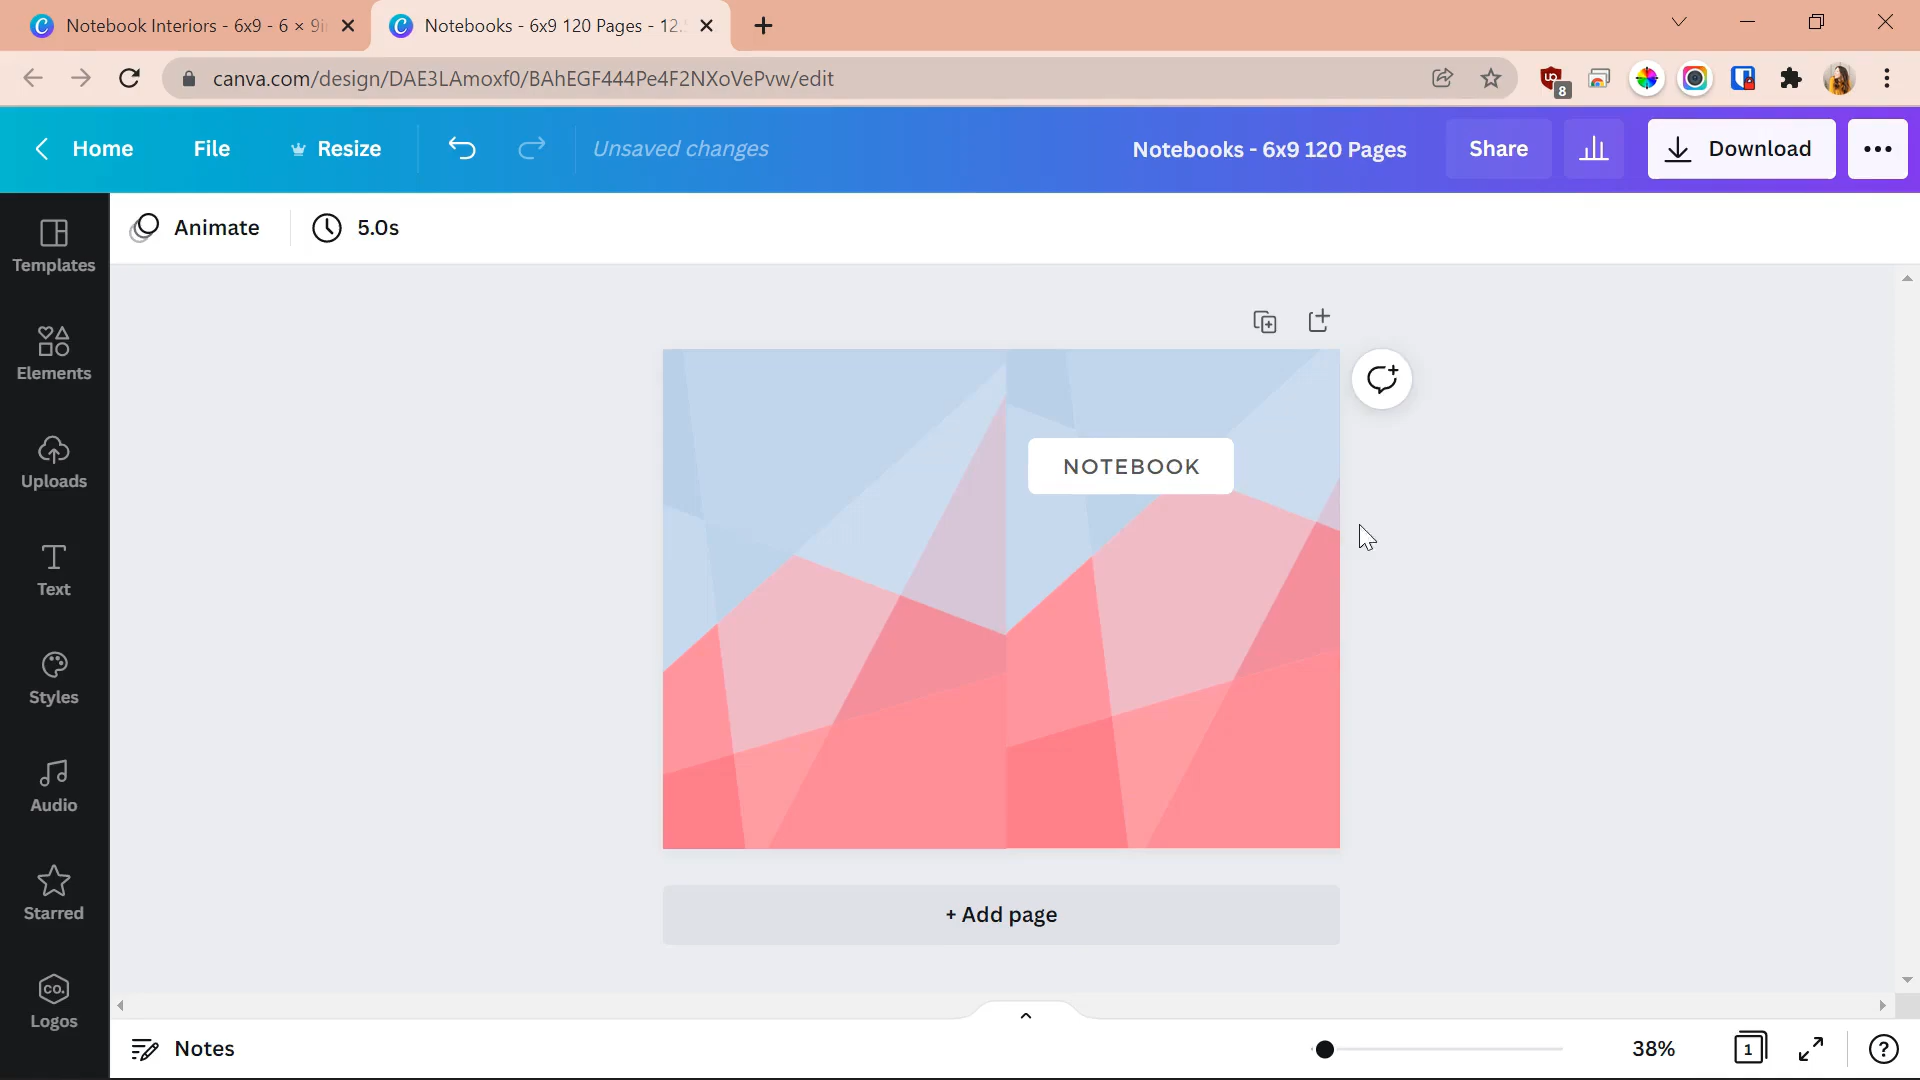 Notebook Interiors - 6x9 - 6 × 9i
Notebooks - 6x9 120 Pages - 12.
canva.com/design/DAE3LAmoxf0/BAhEGF444Pe4F2NXoVePvw/edit
8
Home
File
Resize
Unsaved changes
Notebooks - 6x9 120 Pages
Share
Download
Animate
5.0s
Templates
Elements
Uploads
Text
Styles
Audio
Starred
CO.
Logos
NOTEBOOK
+ Add page
Notes
38%
1
?